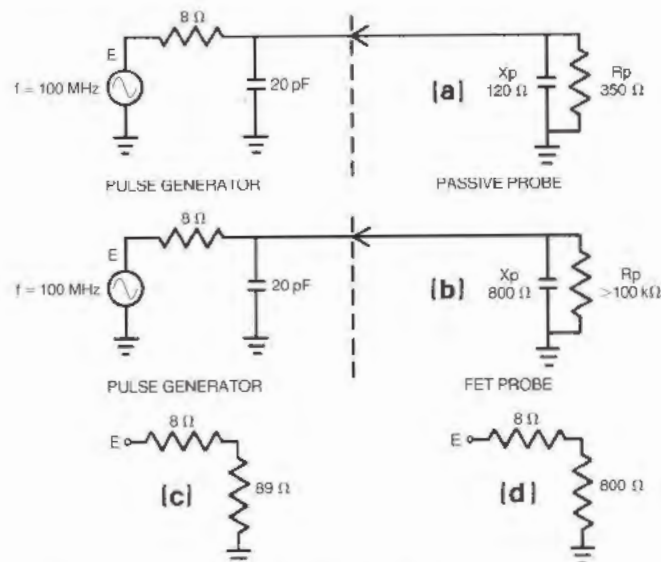 8 Ω
E
f = 100 MHz
20 pF
(a)
Xp
120 Ω
Rp
350 Ω
PULSE GENERATOR
PASSIVE PROBE
8 Ω
E
f = 100 MHz
20 pF
(b)
Xp
800 Ω
Rp
>100 kΩ
PULSE GENERATOR
FET PROBE
8 Ω
E
(c)
89 Ω
8 Ω
E
(d)
800 Ω